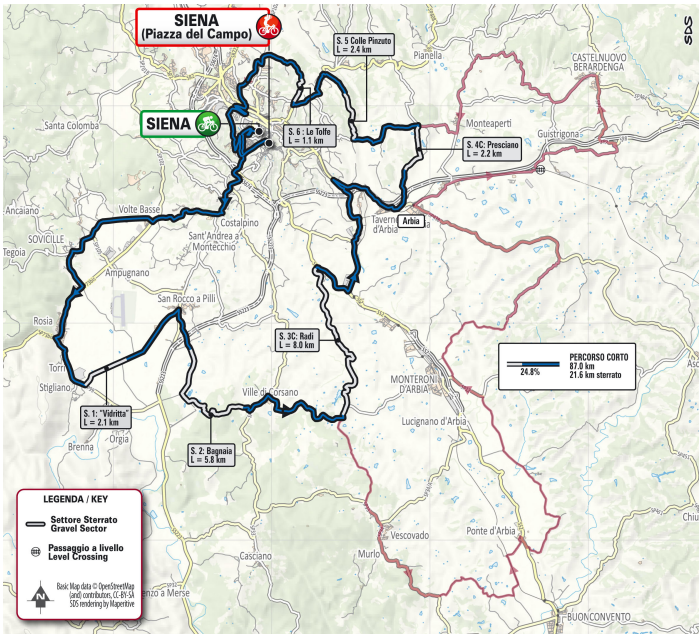 SIENA
(Piazza del Campo)
SDS
S. 5 Colle Pinzuto
L = 2.4 km
Pianella
CASTELNUOVO
BERARDENGA
SIENA
Santa Colomba
S. 6 : Le Tolfe
L = 1.1 km
Monteaperti
Guistrigona
S. 4C: Presciano
L = 2.2 km
Ancaiano
Volte Basse
Costalpino
Taverne
d'Arbia
Arbia
SOVICILLE
Tegoia
Sant'Andrea a
Montecchio
Ampugnano
San Rocco a Pilli
Rosia
S. 3C: Radi
L = 8.0 km
PERCORSO CORTO
87.0 km
21.6 km sterrato
24.8%
Torri
Stigliano
Ville di Corsano
MONTERONI
D'ARBIA
S. 1: "Vidritta"
L = 2.1 km
Orgia
Brenna
Lucignano d'Arbia
S. 2: Bagnaia
L = 5.8 km
LEGENDA / KEY
Settore Sterrato
Gravel Sector
Passaggio a livello
Level Crossing
N
Basic Map data © OpenStreetMap
(and) contributors, CC-BY-SA
SDS rendering by Maperitive
Vescovado
Ponte d'Arbia
Murlo
Casciano
enzo a Merse
BUONCONVENTO
Chiu